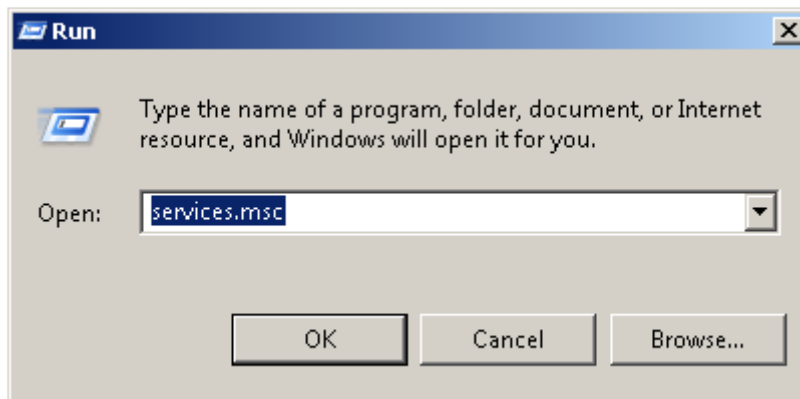 Run
Type the name of a program, folder, document, or Internet
resource, and Windows will open it for you.
Open: services.msc
OK Cancel Browse...